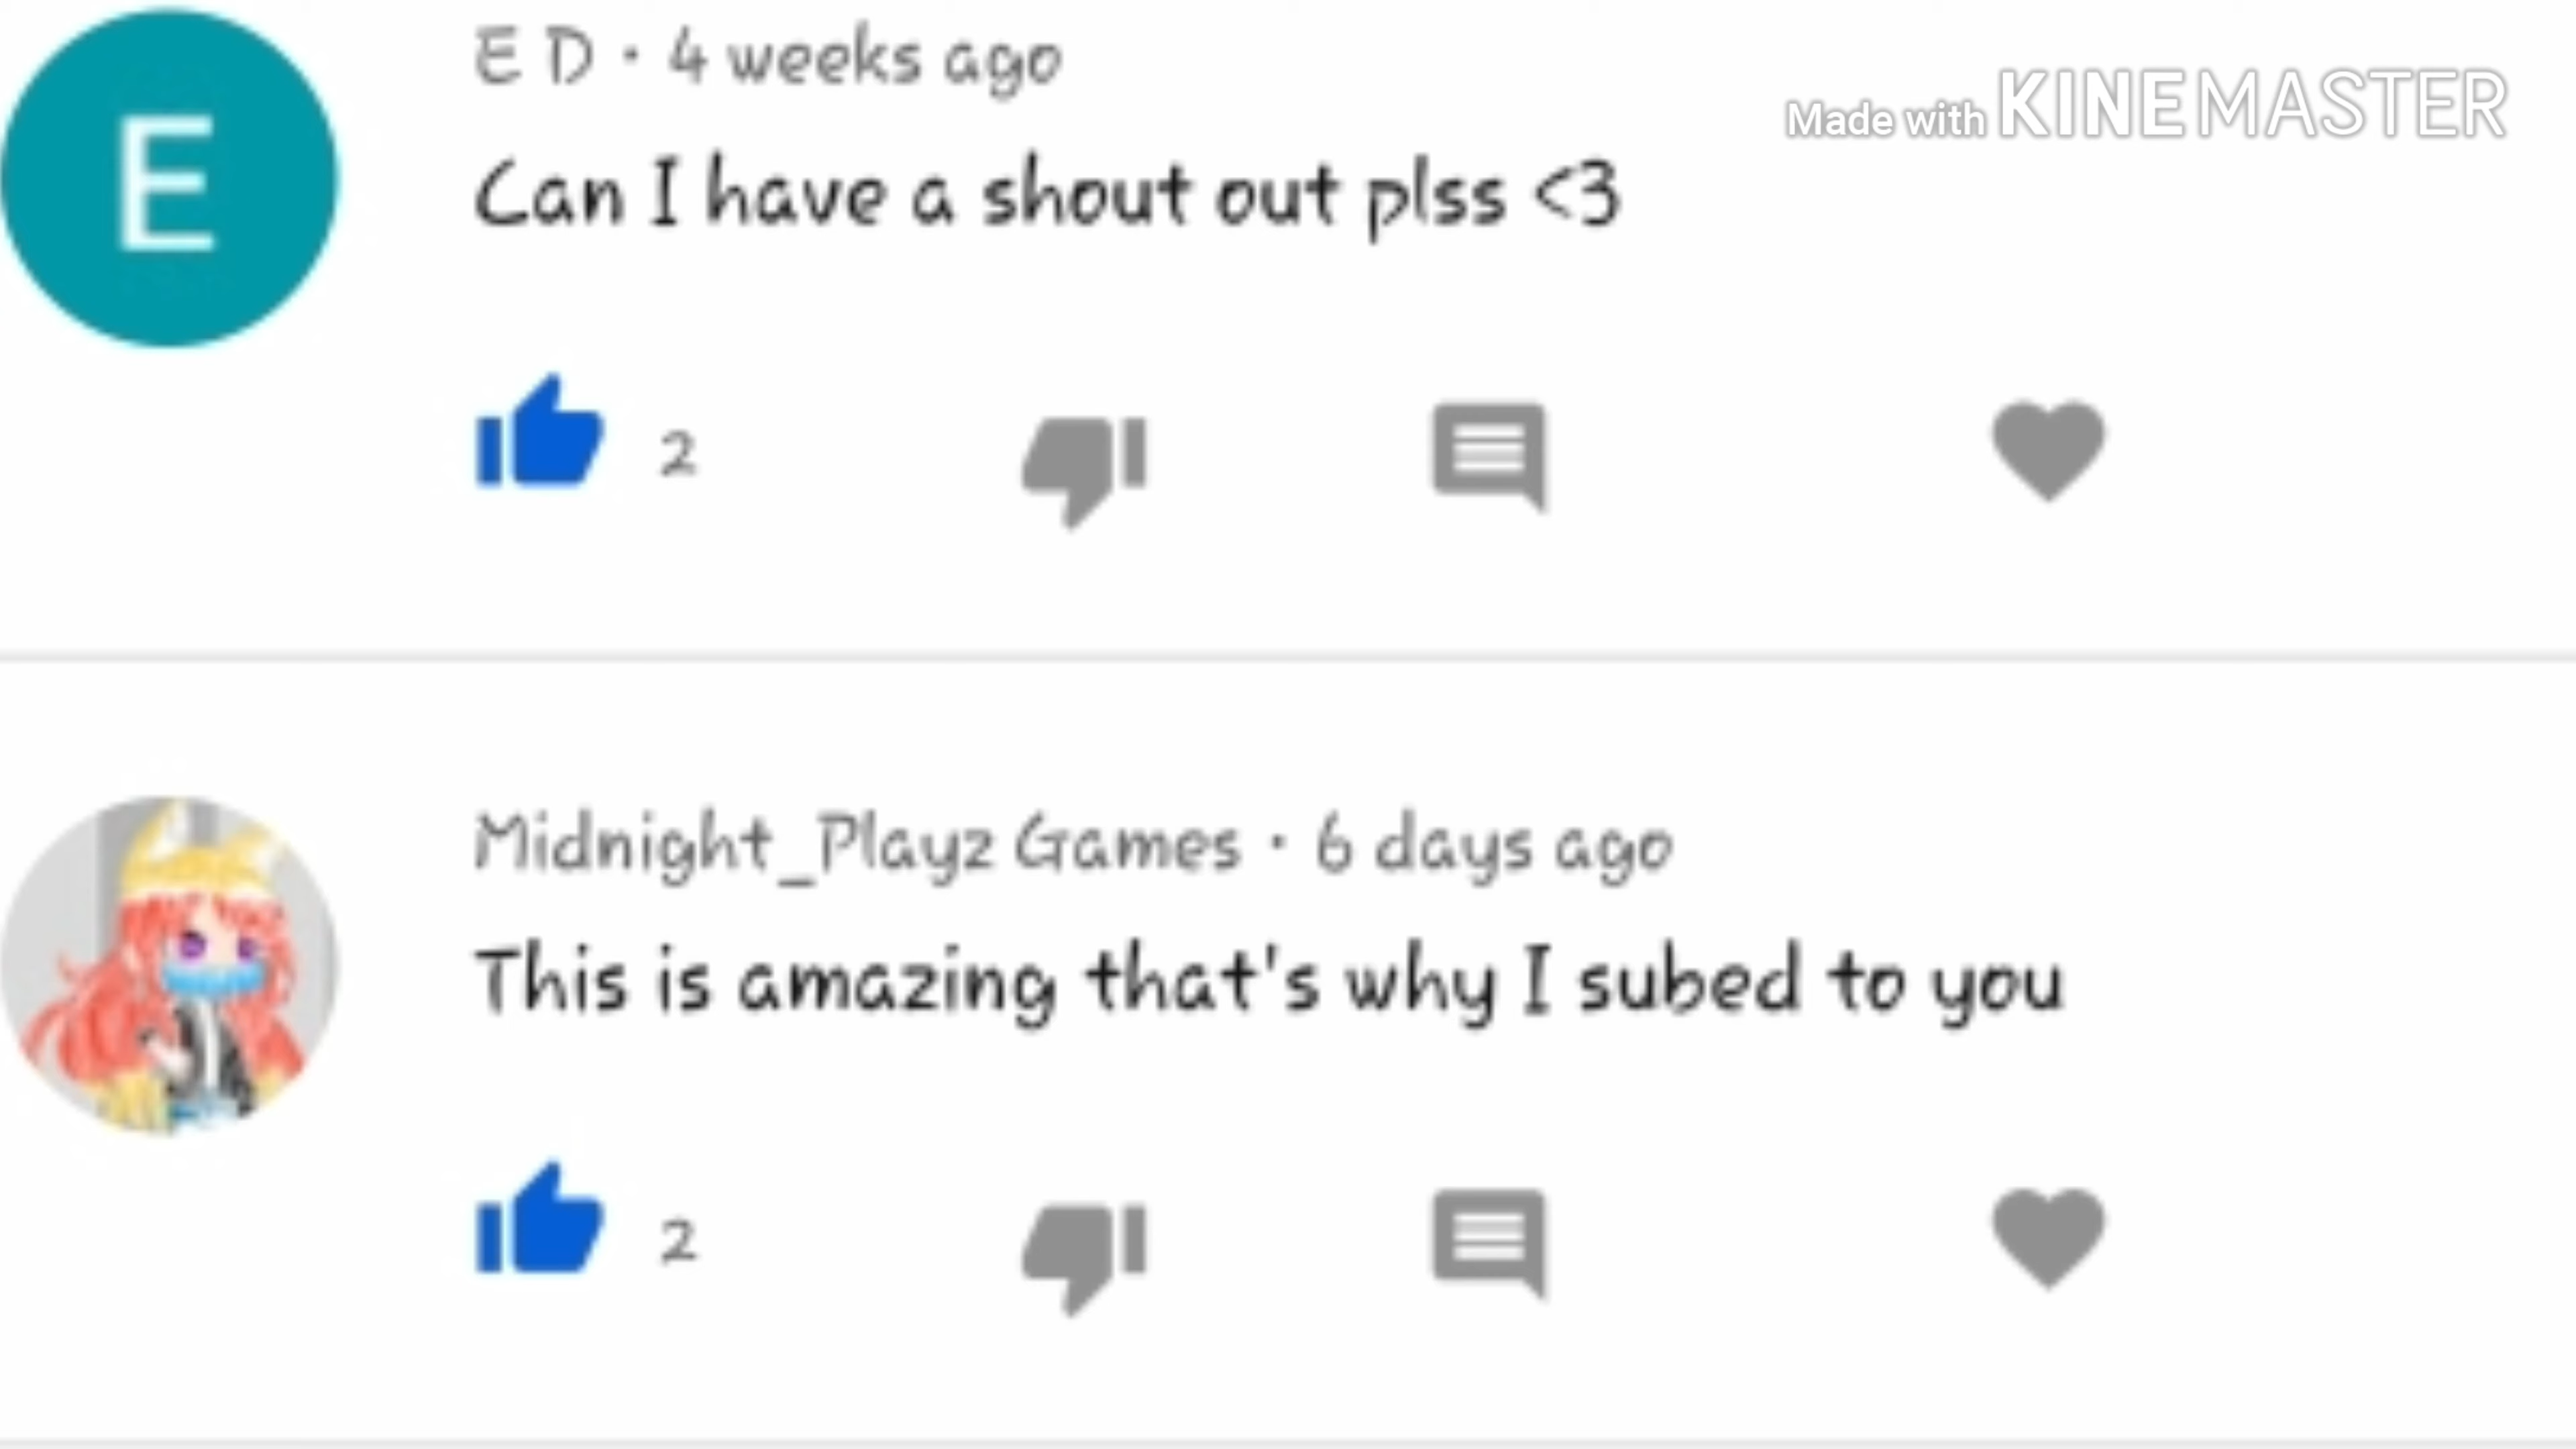 E D · 4 weeks ago
Made with KINEMASTER
E
Can I have a shout out plss <3
2
Midnight_Playz Games · 6 days ago
This is amazing that's why I subed to you
2